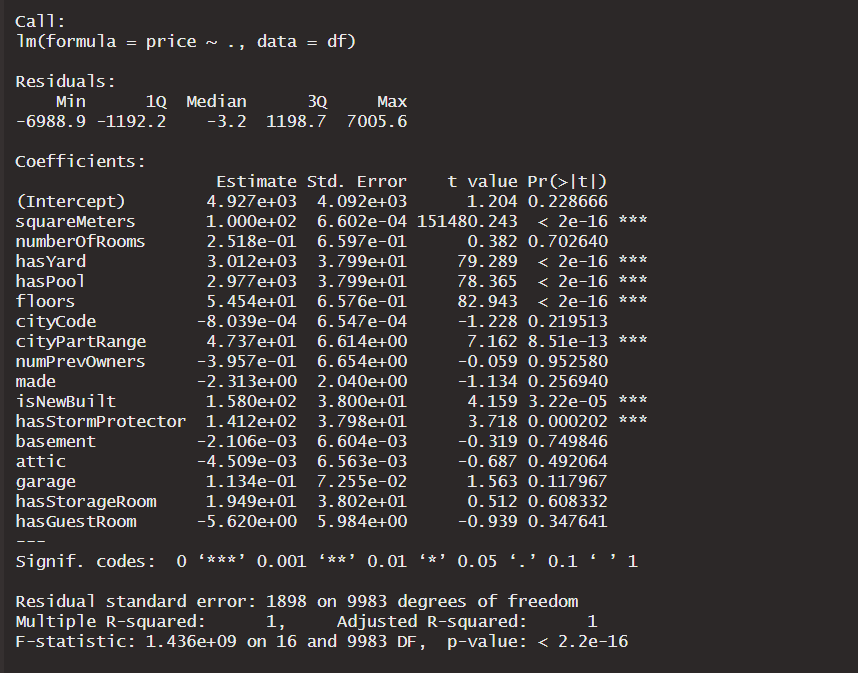 Call:
lm(formula = price ~ ., data = df)

Residuals:
    Min      1Q  Median      3Q     Max
-6988.9 -1192.2    -3.2  1198.7  7005.6

Coefficients:
                    Estimate Std. Error    t value Pr(>|t|)
(Intercept)        4.927e+03  4.092e+03      1.204 0.228666
squareMeters       1.000e+02  6.602e-04 151480.243  < 2e-16 ***
numberOfRooms      2.518e-01  6.597e-01      0.382 0.702640
hasYard            3.012e+03  3.799e+01     79.289  < 2e-16 ***
hasPool            2.977e+03  3.799e+01     78.365  < 2e-16 ***
floors             5.454e+01  6.576e-01     82.943  < 2e-16 ***
cityCode          -8.039e-04  6.547e-04     -1.228 0.219513
cityPartRange      4.737e+01  6.614e+00      7.162 8.51e-13 ***
numPrevOwners     -3.957e-01  6.654e+00     -0.059 0.952580
made              -2.313e+00  2.040e+00     -1.134 0.256940
isNewBuilt         1.580e+02  3.800e+01      4.159 3.22e-05 ***
hasStormProtector  1.412e+02  3.798e+01      3.718 0.000202 ***
basement          -2.106e-03  6.604e-03     -0.319 0.749846
attic             -4.509e-03  6.563e-03     -0.687 0.492064
garage             1.134e-01  7.255e-02      1.563 0.117967
hasStorageRoom     1.949e+01  3.802e+01      0.512 0.608332
hasGuestRoom      -5.620e+00  5.984e+00     -0.939 0.347641
---
Signif. codes:  0 ‘***’ 0.001 ‘**’ 0.01 ‘*’ 0.05 ‘.’ 0.1 ‘ ’ 1

Residual standard error: 1898 on 9983 degrees of freedom
Multiple R-squared:      1,	Adjusted R-squared:      1
F-statistic: 1.436e+09 on 16 and 9983 DF,  p-value: < 2.2e-16